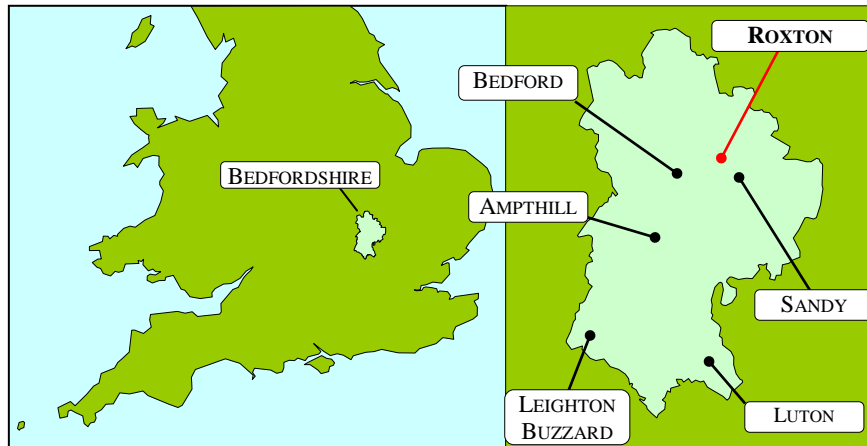 ROXTON
BEDFORD
BEDFORDSHIRE
AMPTHILL
SANDY
LEIGHTON
BUZZARD
LUTON